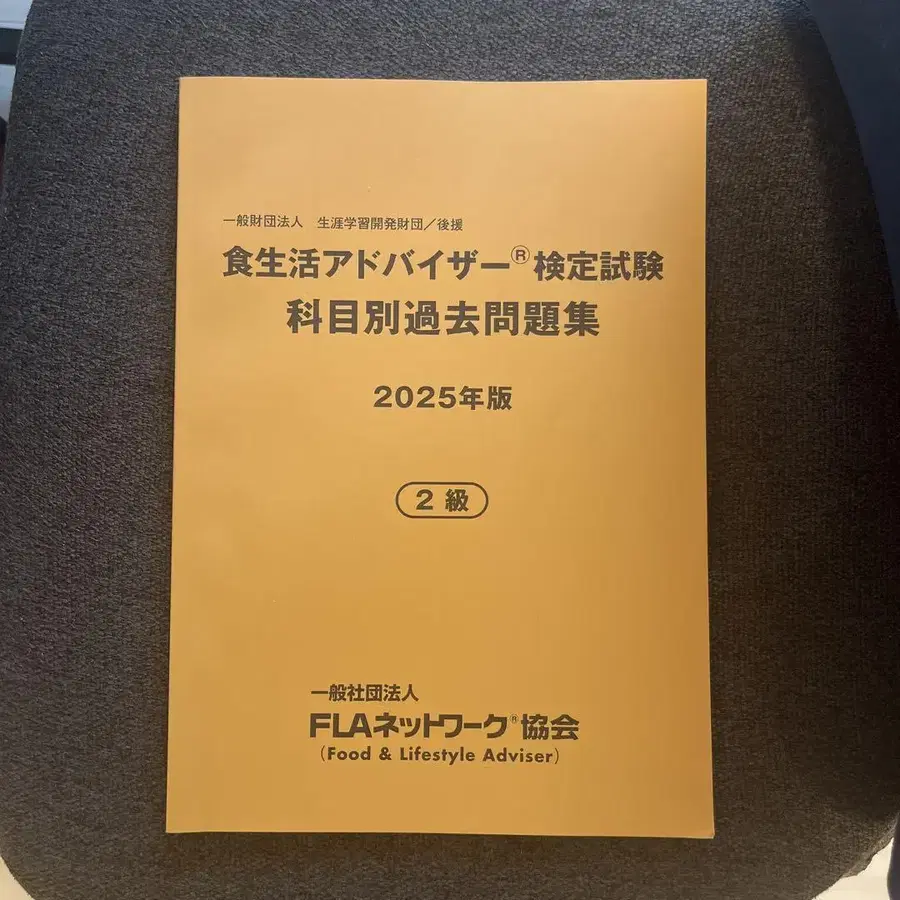 一般財団法人　生涯学習開発財団／後援
食生活アドバイザー®検定試験
科目別過去問題集
2025年版
2 級
一般社団法人
FLAネットワーク®協会
(Food & Lifestyle Adviser)